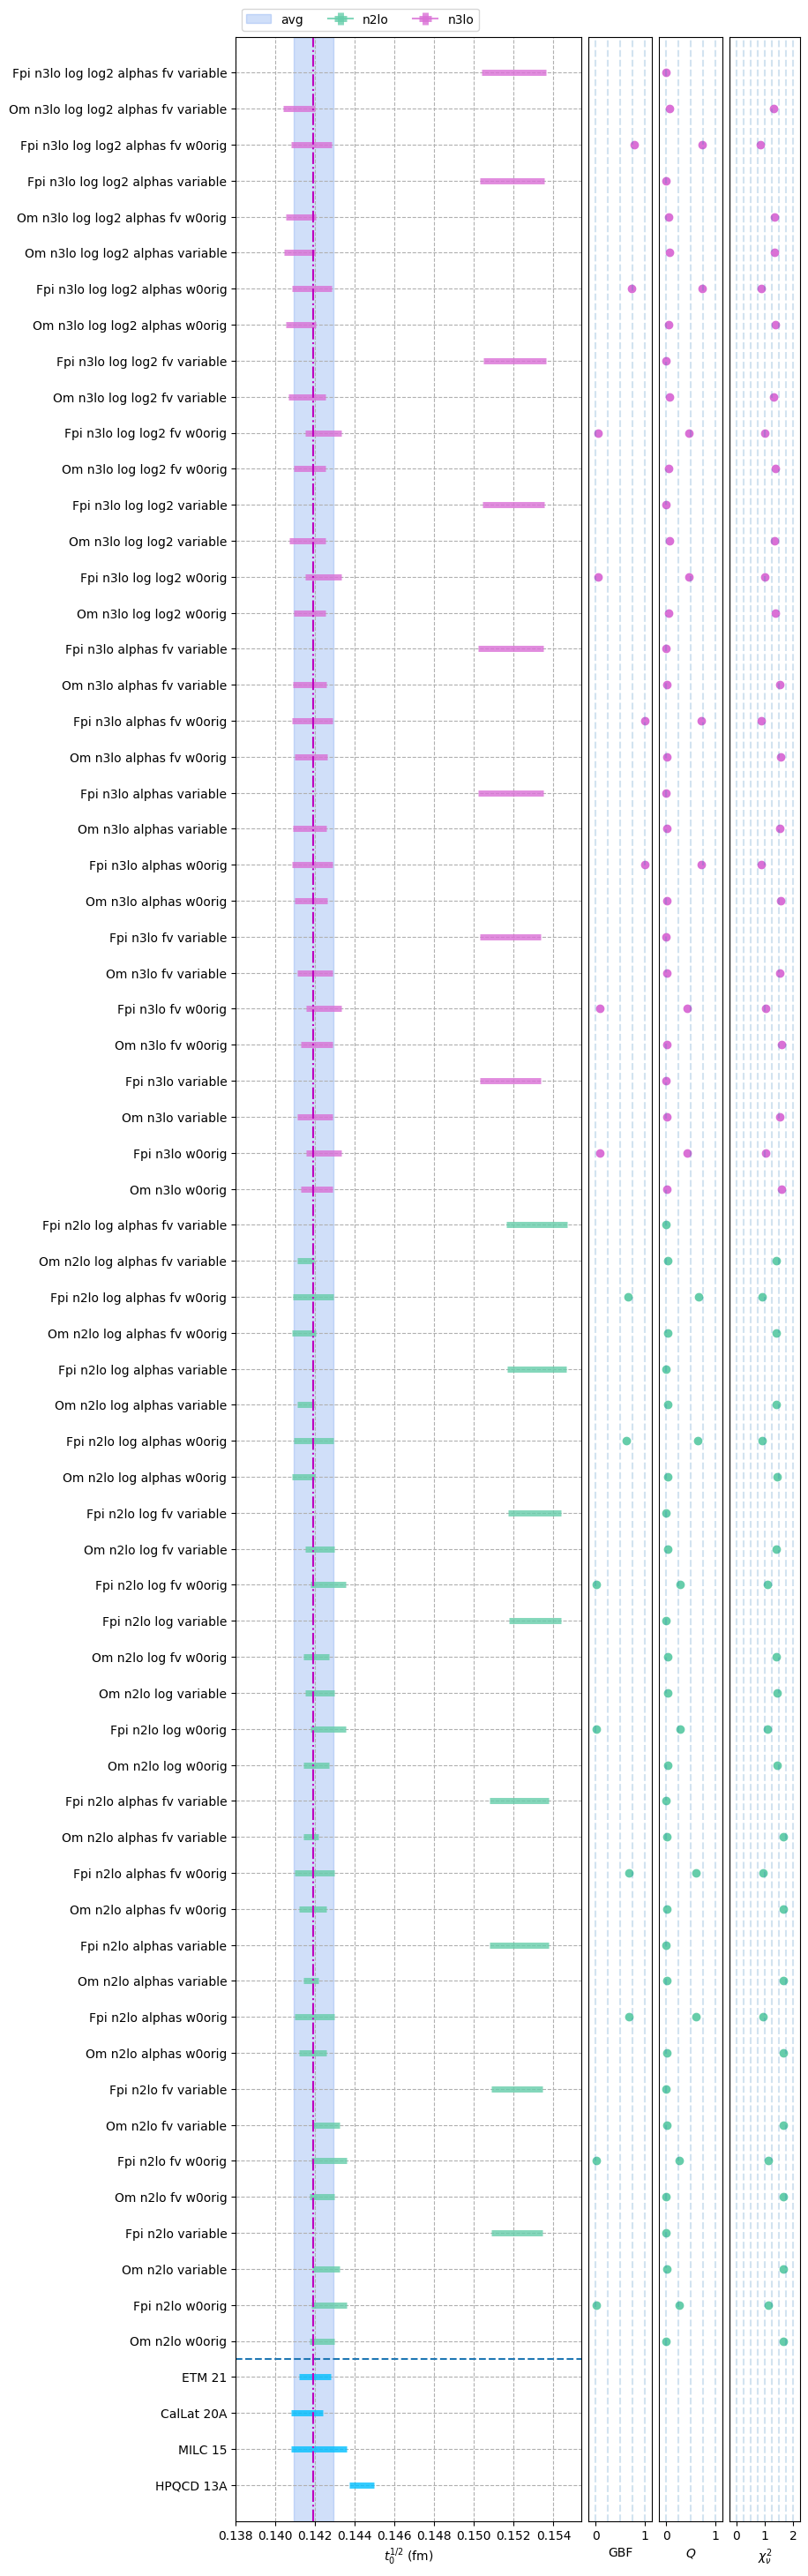 avg n2lo n3lo
Fpi n3lo log log2 alphas fv variable
Om n3lo log log2 alphas fv variable
Fpi n3lo log log2 alphas fv w0orig
Fpi n3lo log log2 alphas variable
Om n3lo log log2 alphas fv w0orig
Om n3lo log log2 alphas variable
Fpi n3lo log log2 alphas w0orig
Om n3lo log log2 alphas w0orig
Fpi n3lo log log2 fv variable
Om n3lo log log2 fv variable
Fpi n3lo log log2 fv w0orig
Om n3lo log log2 fv w0orig
Fpi n3lo log log2 variable
Om n3lo log log2 variable
Fpi n3lo log log2 w0orig
Om n3lo log log2 w0orig
Fpi n3lo alphas fv variable
Om n3lo alphas fv variable
Fpi n3lo alphas fv w0orig
Om n3lo alphas fv w0orig
Fpi n3lo alphas variable
Om n3lo alphas variable
Fpi n3lo alphas w0orig
Om n3lo alphas w0orig
Fpi n3lo fv variable
Om n3lo fv variable
Fpi n3lo fv w0orig
Om n3lo fv w0orig
Fpi n3lo variable
Om n3lo variable
Fpi n3lo w0orig
Om n3lo w0orig
Fpi n2lo log alphas fv variable
Om n2lo log alphas fv variable
Fpi n2lo log alphas fv w0orig
Om n2lo log alphas fv w0orig
Fpi n2lo log alphas variable
Om n2lo log alphas variable
Fpi n2lo log alphas w0orig
Om n2lo log alphas w0orig
Fpi n2lo log fv variable
Om n2lo log fv variable
Fpi n2lo log fv w0orig
Fpi n2lo log variable
Om n2lo log fv w0orig
Om n2lo log variable
Fpi n2lo log w0orig
Om n2lo log w0orig
Fpi n2lo alphas fv variable
Om n2lo alphas fv variable
Fpi n2lo alphas fv w0orig
Om n2lo alphas fv w0orig
Fpi n2lo alphas variable
Om n2lo alphas variable
Fpi n2lo alphas w0orig
Om n2lo alphas w0orig
Fpi n2lo fv variable
Om n2lo fv variable
Fpi n2lo fv w0orig
Om n2lo fv w0orig
Fpi n2lo variable
Om n2lo variable
Fpi n2lo w0orig
Om n2lo w0orig
ETM 21
CalLat 20A
MILC 15
HPQCD 13A
0.138 0.140 0.142 0.144 0.146 0.148 0.150 0.152 0.154 0 1 0 1 0 1 2
$t_0^{1/2}$ (fm) GBF $Q$ $\chi^2_\nu$